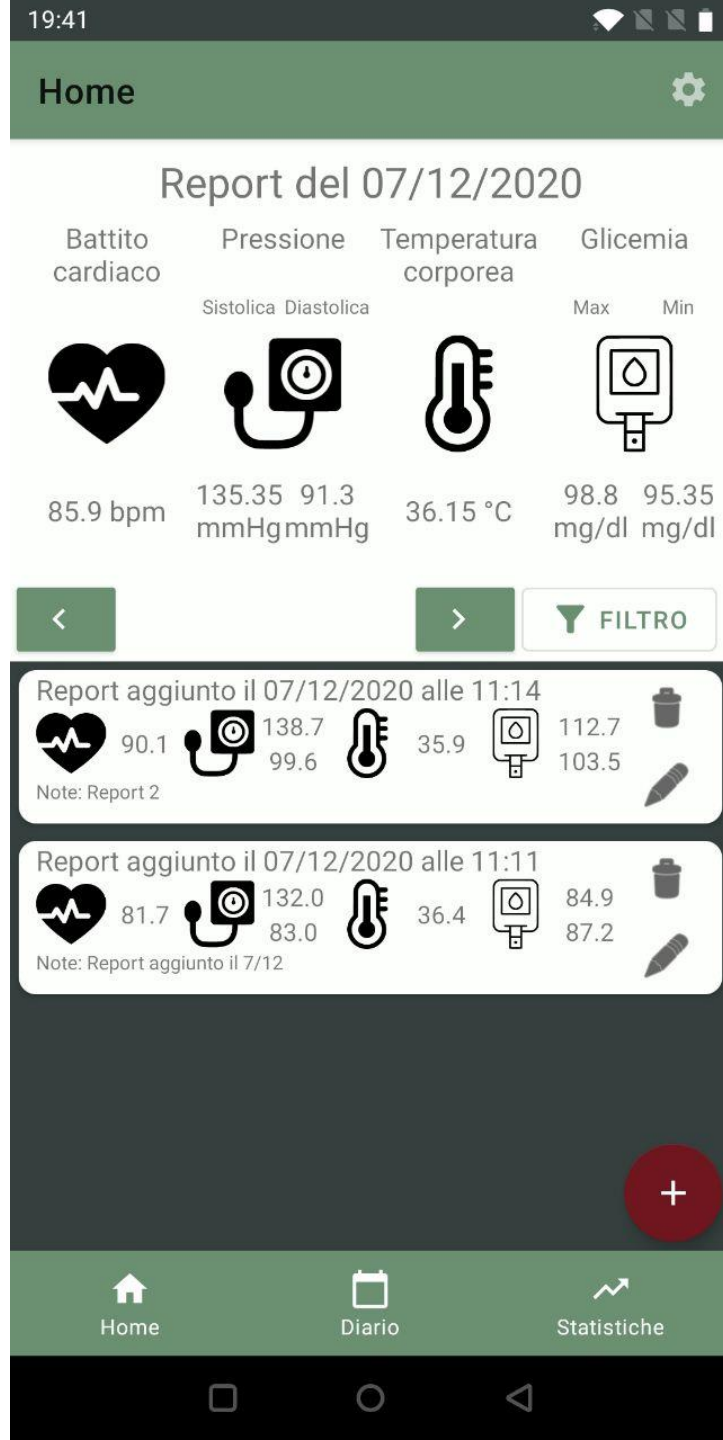 19:41
Home
Report del 07/12/2020
Battito cardiaco
Pressione
Temperatura corporea
Glicemia
Sistolica Diastolica
Max Min
85.9 bpm
135.35 mmHg
91.3 mmHg
36.15 °C
98.8 mg/dl
95.35 mg/dl
FILTRO
Report aggiunto il 07/12/2020 alle 11:14
90.1
138.7
99.6
35.9
112.7
103.5
Note: Report 2
Report aggiunto il 07/12/2020 alle 11:11
81.7
132.0
83.0
36.4
84.9
87.2
Note: Report aggiunto il 7/12
Home
Diario
Statistiche